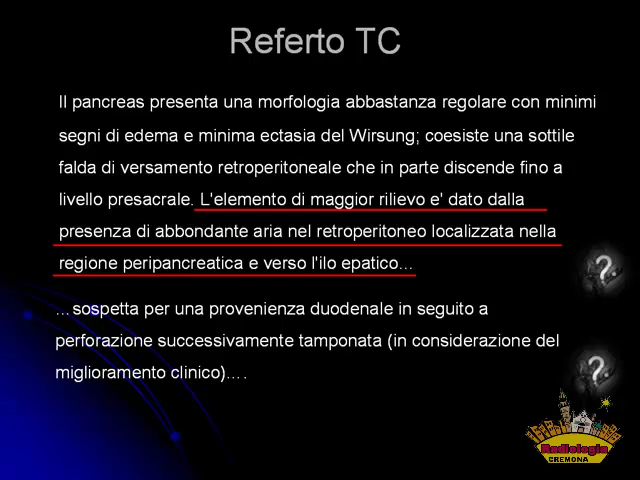 Referto TC
Il pancreas presenta una morfologia abbastanza regolare con minimi
segni di edema e minima ectasia del Wirsung; coesiste una sottile
falda di versamento retroperitoneale che in parte discende fino a
livello presacrale. L'elemento di maggior rilievo e' dato dalla
presenza di abbondante aria nel retroperitoneo localizzata nella
regione peripancreatica e verso l'ilo epatico...
?
...sospetta per una provenienza duodenale in seguito a
perforazione successivamente tamponata (in considerazione del
miglioramento clinico)....
?
Radiologia
CREMONA